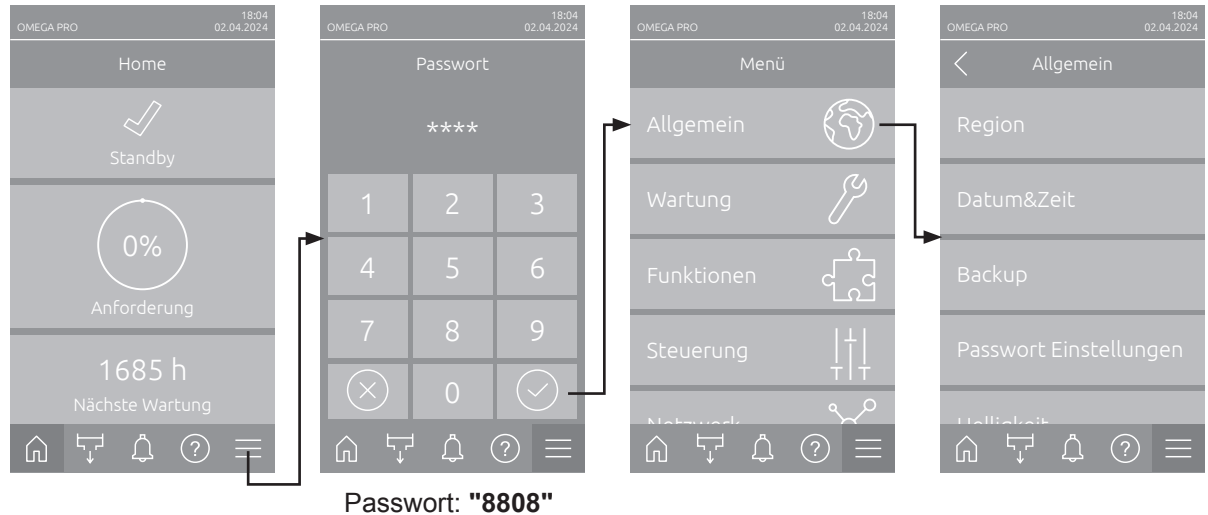 18:04
OMEGA PRO 02.04.2024
Home
Standby
0%
Anforderung
1685 h
Nächste Wartung
?
18:04
OMEGA PRO 02.04.2024
Passwort
****
1 2 3
4 5 6
7 8 9
0
?
Passwort: "8808"
18:04
OMEGA PRO 02.04.2024
Menü
Allgemein
Wartung
Funktionen
Steuerung
Netzwerk
?
18:04
OMEGA PRO 02.04.2024
Allgemein
Region
Datum&Zeit
Backup
Passwort Einstellungen
Helligkeit
?